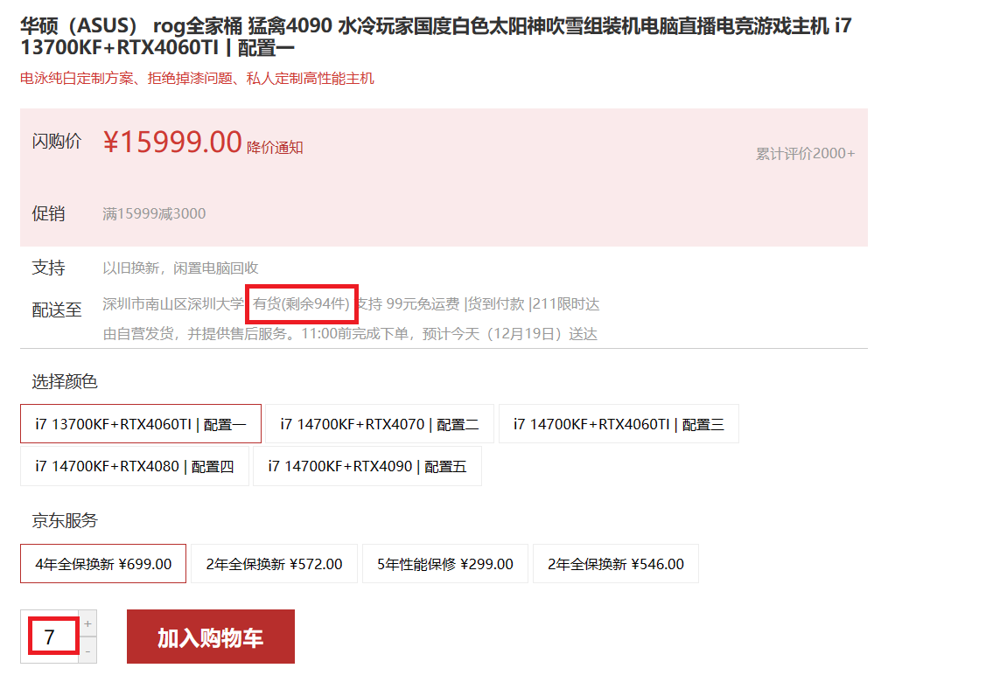 华硕（ASUS） rog全家桶 猛禽4090 水冷玩家国度白色太阳神吹雪组装机电脑直播电竞游戏主机 i7
13700KF+RTX4060TI | 配置一
电泳纯白定制方案、拒绝掉漆问题、私人定制高性能主机
闪购价 ¥15999.00 降价通知
累计评价2000+
促销 满15999减3000
支持 以旧换新，闲置电脑回收
配送至 深圳市南山区深圳大学 有货(剩余94件) 支持 99元免运费 |货到付款 |211限时达
由自营发货，并提供售后服务。11:00前完成下单，预计今天（12月19日）送达
选择颜色
i7 13700KF+RTX4060TI | 配置一 i7 14700KF+RTX4070 | 配置二 i7 14700KF+RTX4060TI | 配置三
i7 14700KF+RTX4080 | 配置四 i7 14700KF+RTX4090 | 配置五
京东服务
4年全保换新 ¥699.00 2年全保换新 ¥572.00 5年性能保修 ¥299.00 2年全保换新 ¥546.00
7 + - 加入购物车